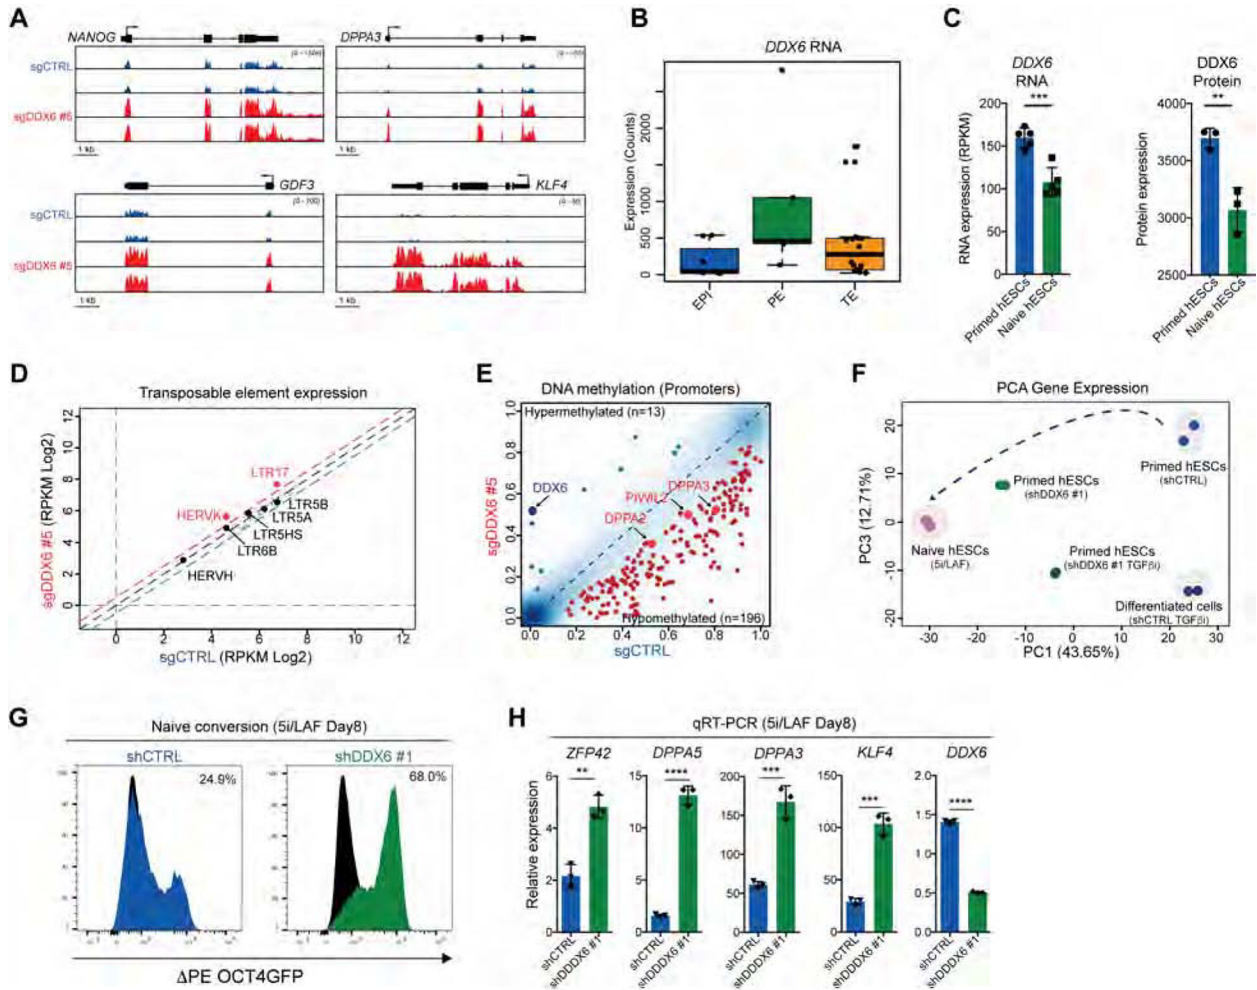 A
NANOG
sgCTRL
sgDDX6 #6
1 kb
DPPA3
1 kb
GDF3
(0 - 100)
sgCTRL
sgDDX6 #5
1 kb
KLF4
1 kb
B
DDX6 RNA
Expression (Counts)
0
500
1500
2500
EPI
PE
TE
C
DDX6
RNA
***
RNA expression (RPKM)
200
150
100
50
0
Primed hESCs
Naive hESCs
DDX6
Protein
**
Protein expression
4000
3500
3000
2500
Primed hESCs
Naive hESCs
D
Transposable element expression
sgDDX6 #5 (RPKM Log2)
12
10
8
6
4
2
0
LTR17
HERVK
LTR5B
LTR5A
LTR5HS
LTR6B
HERVH
0 2 4 6 8 10 12
sgCTRL (RPKM Log2)
E
DNA methylation (Promoters)
Hypermethylated (n=13)
DDX6
PIWIL2
DPPA3
DPPA2
Hypomethylated (n=196)
sgDDX6 #5
1.0
0.8
0.6
0.4
0.2
0.0
0.0 0.2 0.4 0.6 0.8 1.0
sgCTRL
F
PCA Gene Expression
PC3 (12.71%)
20
10
0
-10
-20
Primed hESCs
(shCTRL)
Primed hESCs
(shDDX6 #1)
Naive hESCs
(5i/LAF)
Primed hESCs
(shDDX6 #1 TGFβi)
Differentiated cells
(shCTRL TGFβi)
-30 -20 -10 0 10 20 30
PC1 (43.65%)
G
Naive conversion (5i/LAF Day8)
shCTRL
24.9%
shDDX6 #1
68.0%
ΔPE OCT4GFP
H
qRT-PCR (5i/LAF Day8)
Relative expression
ZFP42
**
6
4
2
0
shCTRL
shDDDX6 #1
DPPA5
****
15
10
5
0
shCTRL
shDDDX6 #1
DPPA3
***
200
150
100
50
0
shCTRL
shDDDX6 #1
KLF4
***
150
100
50
0
shCTRL
shDDDX6 #1
DDX6
****
2.0
1.5
1.0
0.5
0.0
shCTRL
shDDDX6 #1